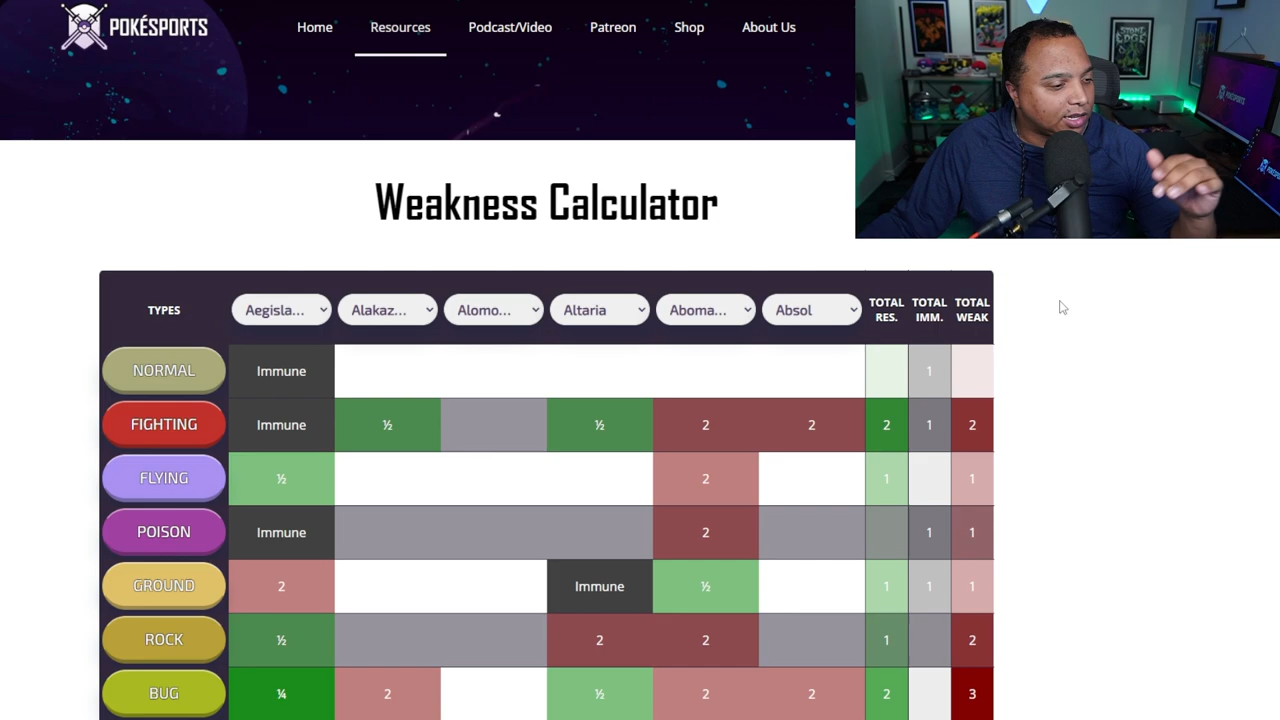 POKÉSPORTS
Home Resources Podcast/Video Patreon Shop About Us
Weakness Calculator
TYPES Aegisla... Alakaz... Alomo... Altaria Aboma... Absol TOTAL RES. TOTAL IMM. TOTAL WEAK
NORMAL Immune 1
FIGHTING Immune ½ ½ 2 2 2 1 2
FLYING ½ 2 1 1
POISON Immune 2 1 1
GROUND 2 Immune ½ 1 1 1
ROCK ½ 2 2 1 2
BUG ¼ 2 ½ 2 2 2 3
POKÉSPORTS